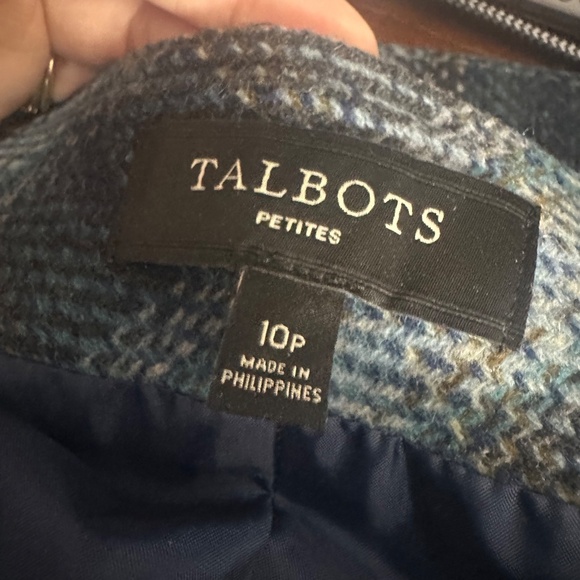 TALBOTS
PETITES
10P
MADE IN
PHILIPPINES